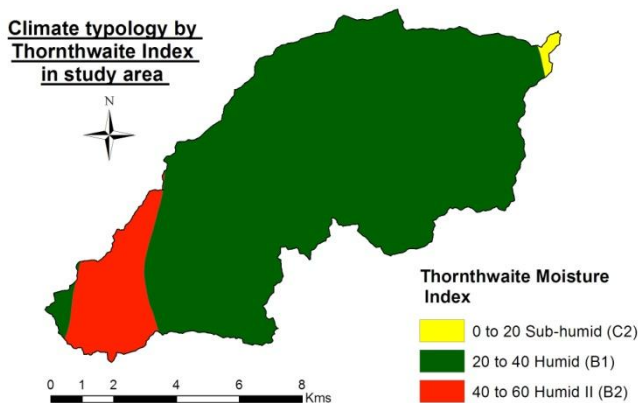 Climate typology by
Thornthwaite Index
in study area
N
Thornthwaite Moisture
Index
0 to 20 Sub-humid (C2)
20 to 40 Humid (B1)
40 to 60 Humid II (B2)
0 1 2 4 6 8
Kms